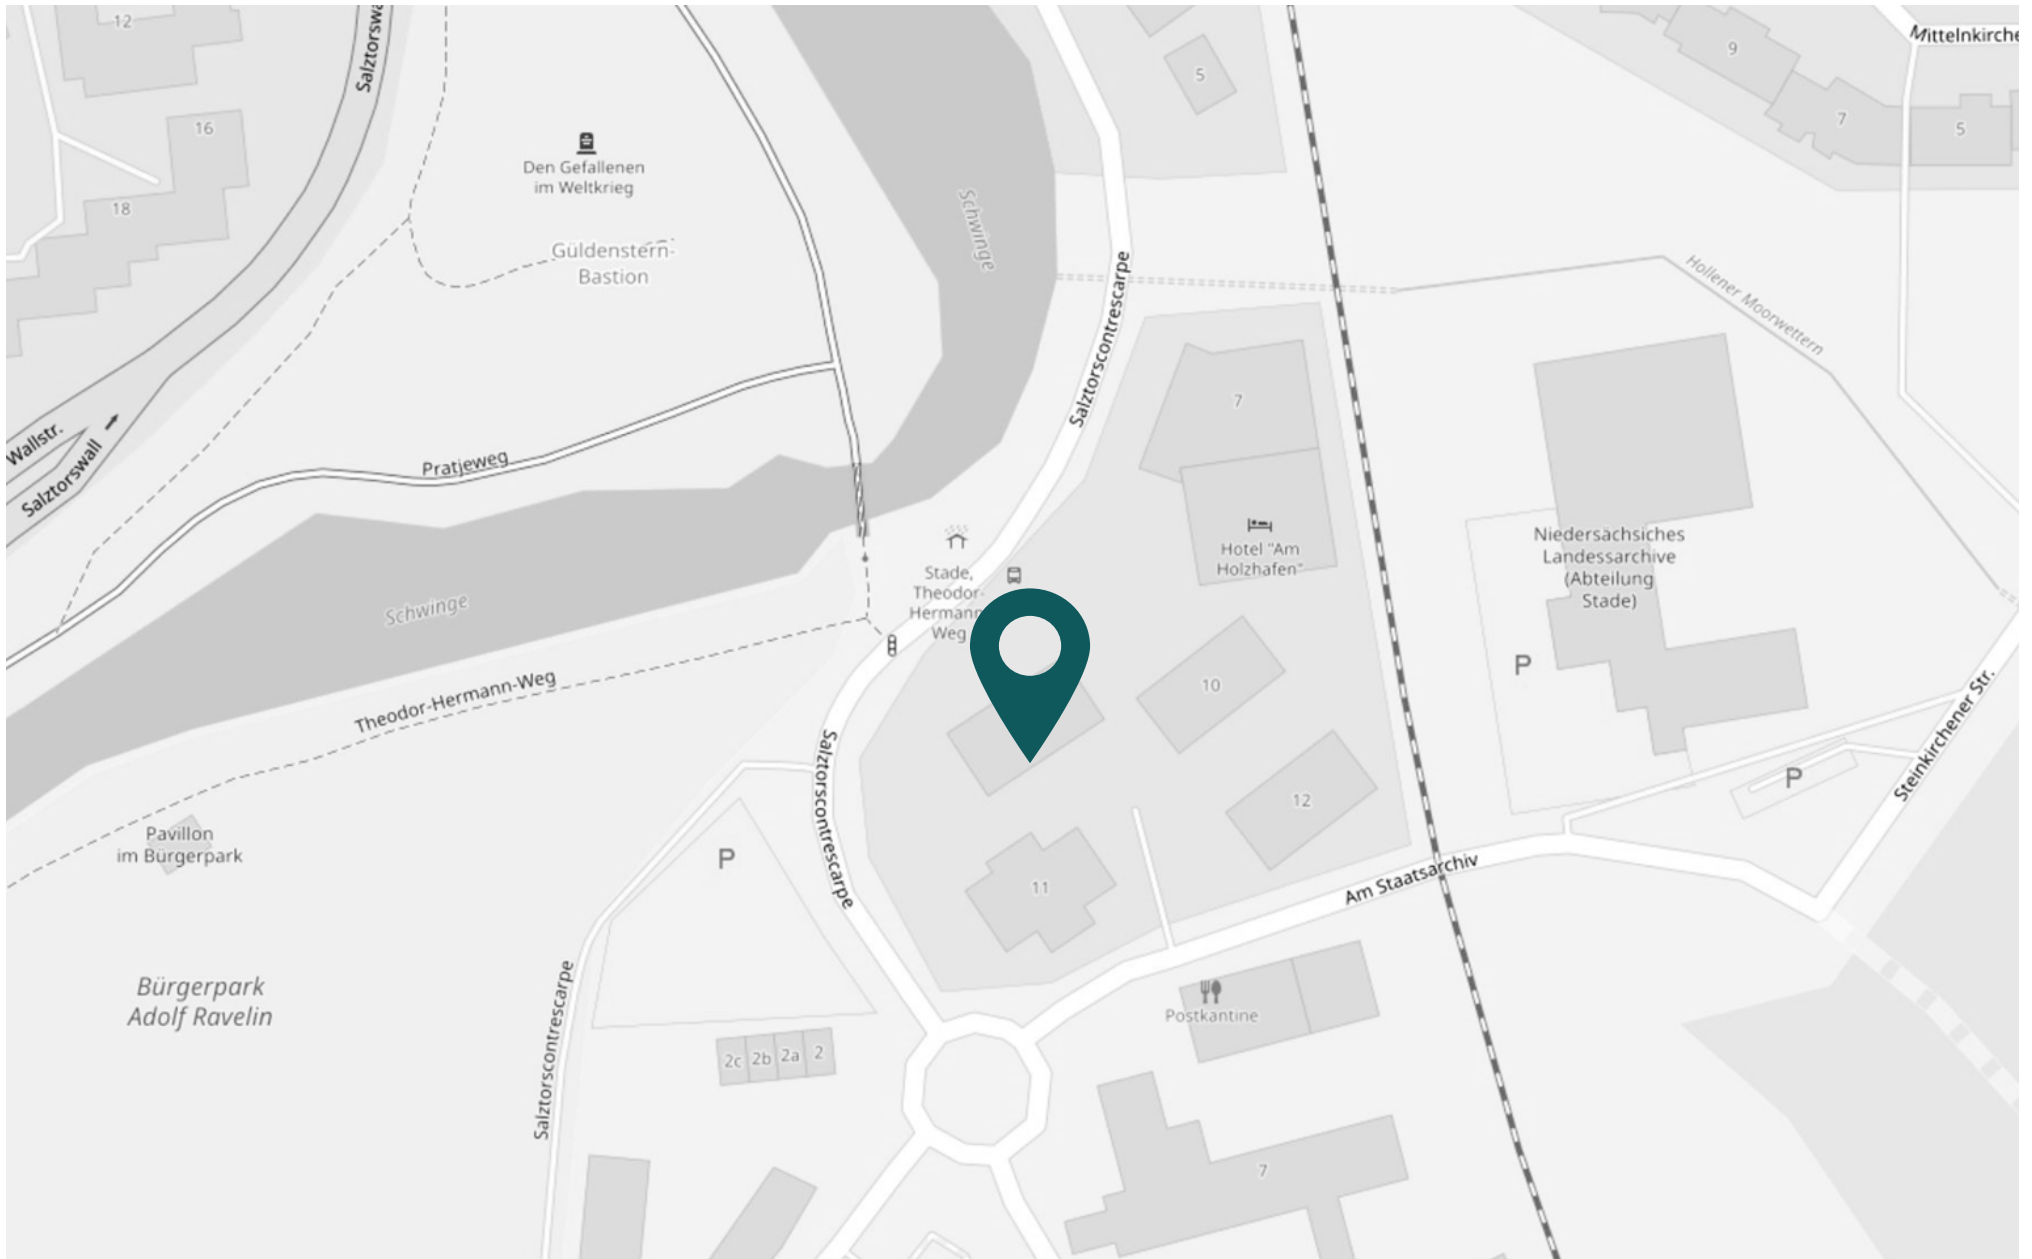 12
Salztorswa
5
9
Mittelnkirche
7
5
16
Den Gefallenen
im Weltkrieg
18
Schwinge
Güldenstern-
Bastion
Salztorscontrescarpe
Hollener Moorwettern
7
Wallstr.
Salztorswall
Pratjeweg
Hotel "Am
Holzhafen"
Niedersächsiches
Landessarchive
(Abteilung
Stade)
Stade,
Theodor-
Hermann
Weg
Schwinge
Theodor-Hermann-Weg
P
10
Salztorscontrescarpe
Steinkirchener Str.
P
12
Pavillon
im Bürgerpark
P
11
Am Staatsarchiv
Bürgerpark
Adolf Ravelin
Salztorscontrescarpe
Postkantine
2c
2b
2a
2
7